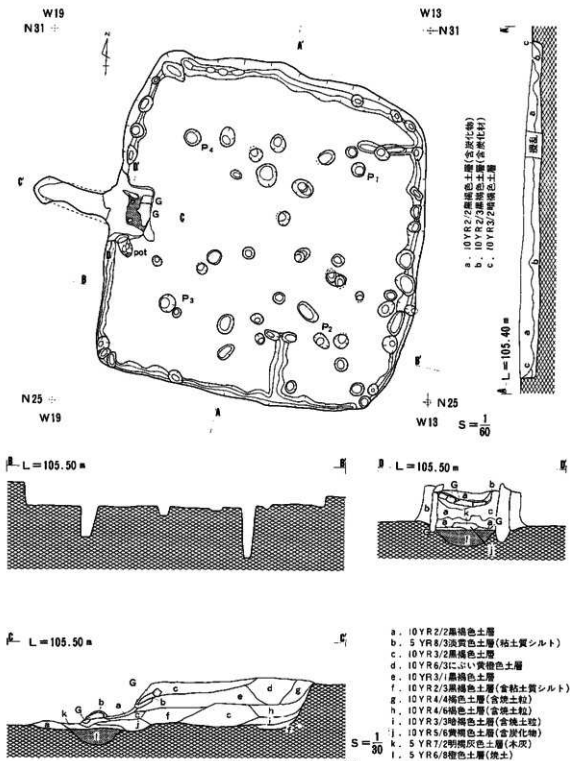 W19
N31
W13
N31
N
A'
P4
P1
B'
C'
G
G
C
D
pot
B
P3
P2
B'
N25
W19
A
W13
N25
S=1/60
A'
c
a
b
攪乱
b
a
c
A
L=105.40m
a. 10YR2/2黒褐色土層(含炭化物)
b. 10YR2/3黒褐色土層(含炭化材)
c. 10YR3/2暗褐色土層
B L=105.50m B'
D L=105.50m D'
G b
a
b a k c
a a G
l j
C L=105.50m C'
G c d g
G b a b e h
k a j f c i
l
S=1/30
a. 10YR2/2黒褐色土層
b. 5YR8/3淡黄色土層(粘土質シルト)
c. 10YR3/2黒褐色土層
d. 10YR6/3にぶい黄橙色土層
e. 10YR3/1黒褐色土層
f. 10YR2/3黒褐色土層(含粘土質シルト)
g. 10YR4/4褐色土層(含焼土粒)
h. 10YR4/6褐色土層(含焼土粒)
i. 10YR3/3暗褐色土層(含焼土粒)
j. 10YR5/6黄褐色土層(含炭化物)
k. 5YR7/2明褐灰色土層(木灰)
l. 5YR6/8橙色土層(焼土)